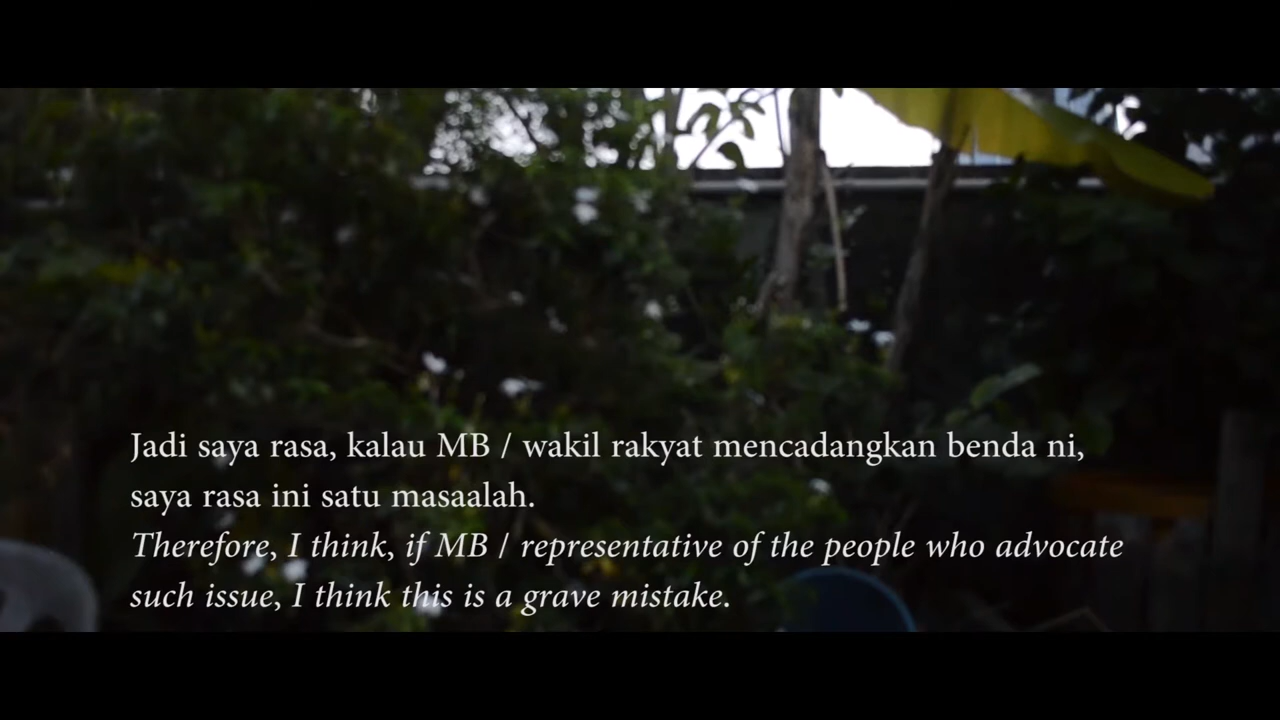 Jadi saya rasa, kalau MB / wakil rakyat mencadangkan benda ni,
saya rasa ini satu masaalah.
Therefore, I think, if MB / representative of the people who advocate
such issue, I think this is a grave mistake.